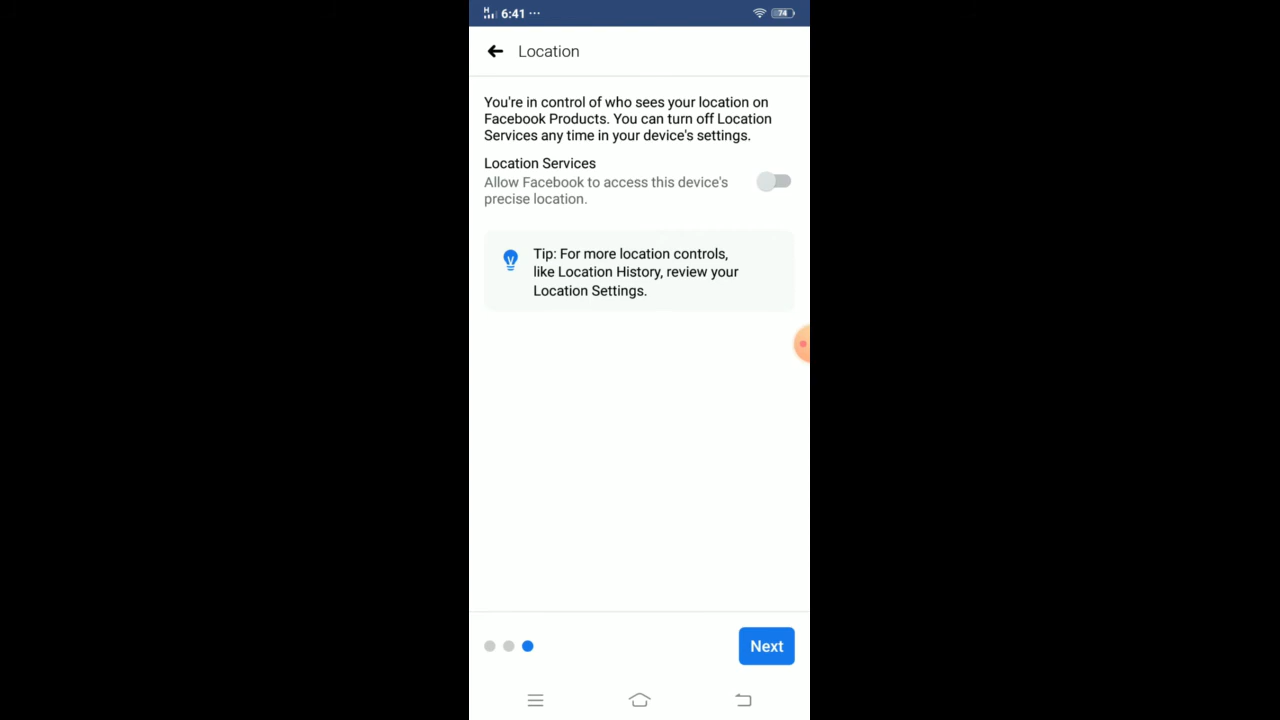 H 6:41 ··· 74
Location
You're in control of who sees your location on
Facebook Products. You can turn off Location
Services any time in your device's settings.
Location Services
Allow Facebook to access this device's
precise location.
Tip: For more location controls,
like Location History, review your
Location Settings.
Next